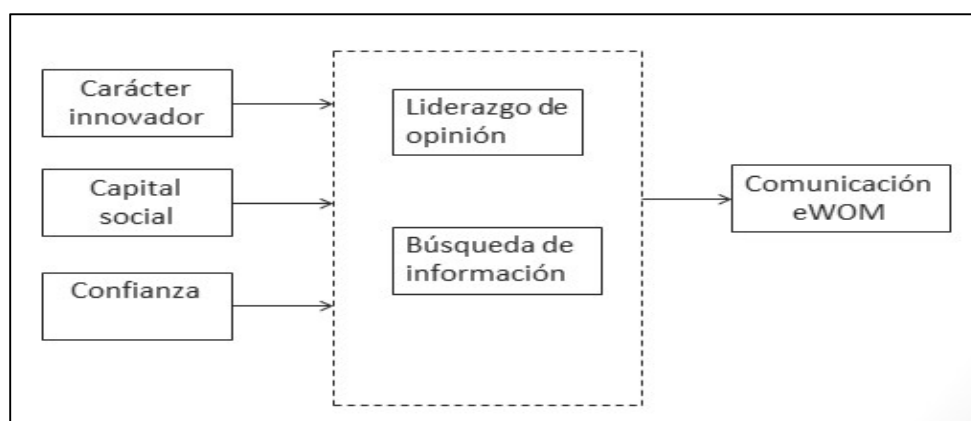 Carácter
innovador
Capital
social
Confianza
Liderazgo de
opinión
Búsqueda de
información
Comunicación
eWOM